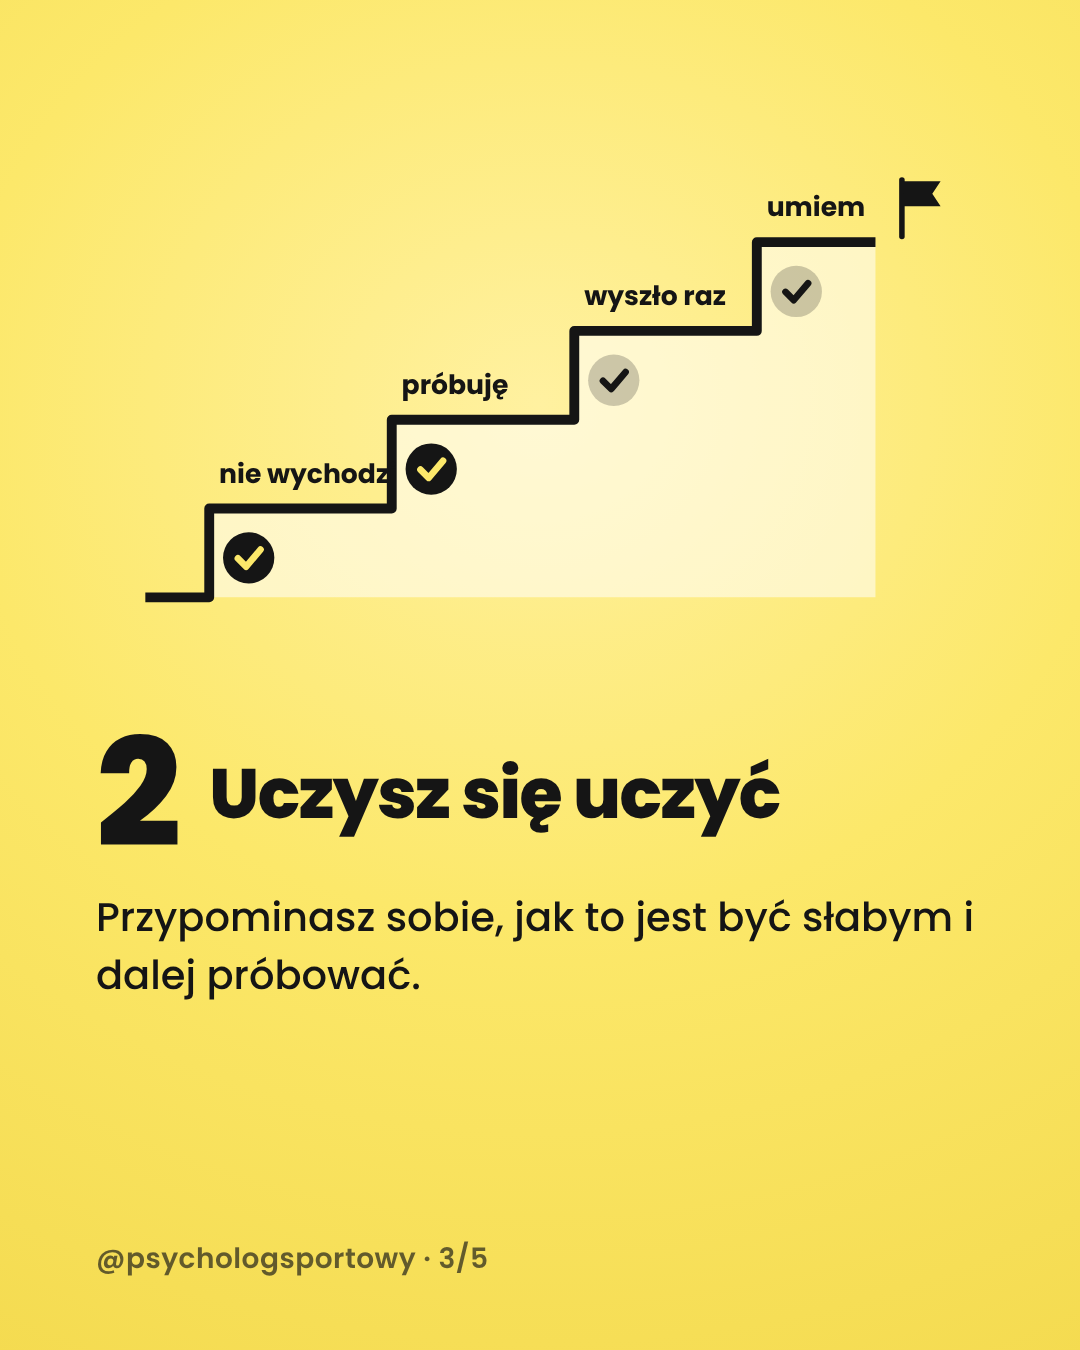 umiem
wyszło raz
próbuję
nie wychodz
2 Uczysz się uczyć
Przypominasz sobie, jak to jest być słabym i
dalej próbować.
@psychologsportowy · 3/5